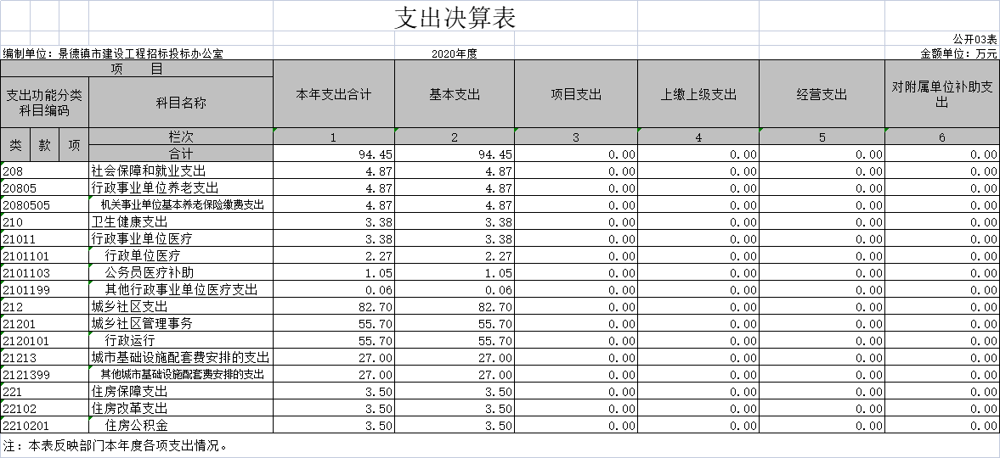 支出决算表
公开03表
编制单位：景德镇市建设工程招标投标办公室 2020年度 金额单位：万元
项 目 本年支出合计 基本支出 项目支出 上缴上级支出 经营支出 对附属单位补助支出
支出功能分类科目编码 科目名称
类 款 项 栏次 1 2 3 4 5 6
合计 94.45 94.45 0.00 0.00 0.00 0.00
208 社会保障和就业支出 4.87 4.87 0.00 0.00 0.00 0.00
20805 行政事业单位养老支出 4.87 4.87 0.00 0.00 0.00 0.00
2080505 机关事业单位基本养老保险缴费支出 4.87 4.87 0.00 0.00 0.00 0.00
210 卫生健康支出 3.38 3.38 0.00 0.00 0.00 0.00
21011 行政事业单位医疗 3.38 3.38 0.00 0.00 0.00 0.00
2101101 行政单位医疗 2.27 2.27 0.00 0.00 0.00 0.00
2101103 公务员医疗补助 1.05 1.05 0.00 0.00 0.00 0.00
2101199 其他行政事业单位医疗支出 0.06 0.06 0.00 0.00 0.00 0.00
212 城乡社区支出 82.70 82.70 0.00 0.00 0.00 0.00
21201 城乡社区管理事务 55.70 55.70 0.00 0.00 0.00 0.00
2120101 行政运行 55.70 55.70 0.00 0.00 0.00 0.00
21213 城市基础设施配套费安排的支出 27.00 27.00 0.00 0.00 0.00 0.00
2121399 其他城市基础设施配套费安排的支出 27.00 27.00 0.00 0.00 0.00 0.00
221 住房保障支出 3.50 3.50 0.00 0.00 0.00 0.00
22102 住房改革支出 3.50 3.50 0.00 0.00 0.00 0.00
2210201 住房公积金 3.50 3.50 0.00 0.00 0.00 0.00
注：本表反映部门本年度各项支出情况。